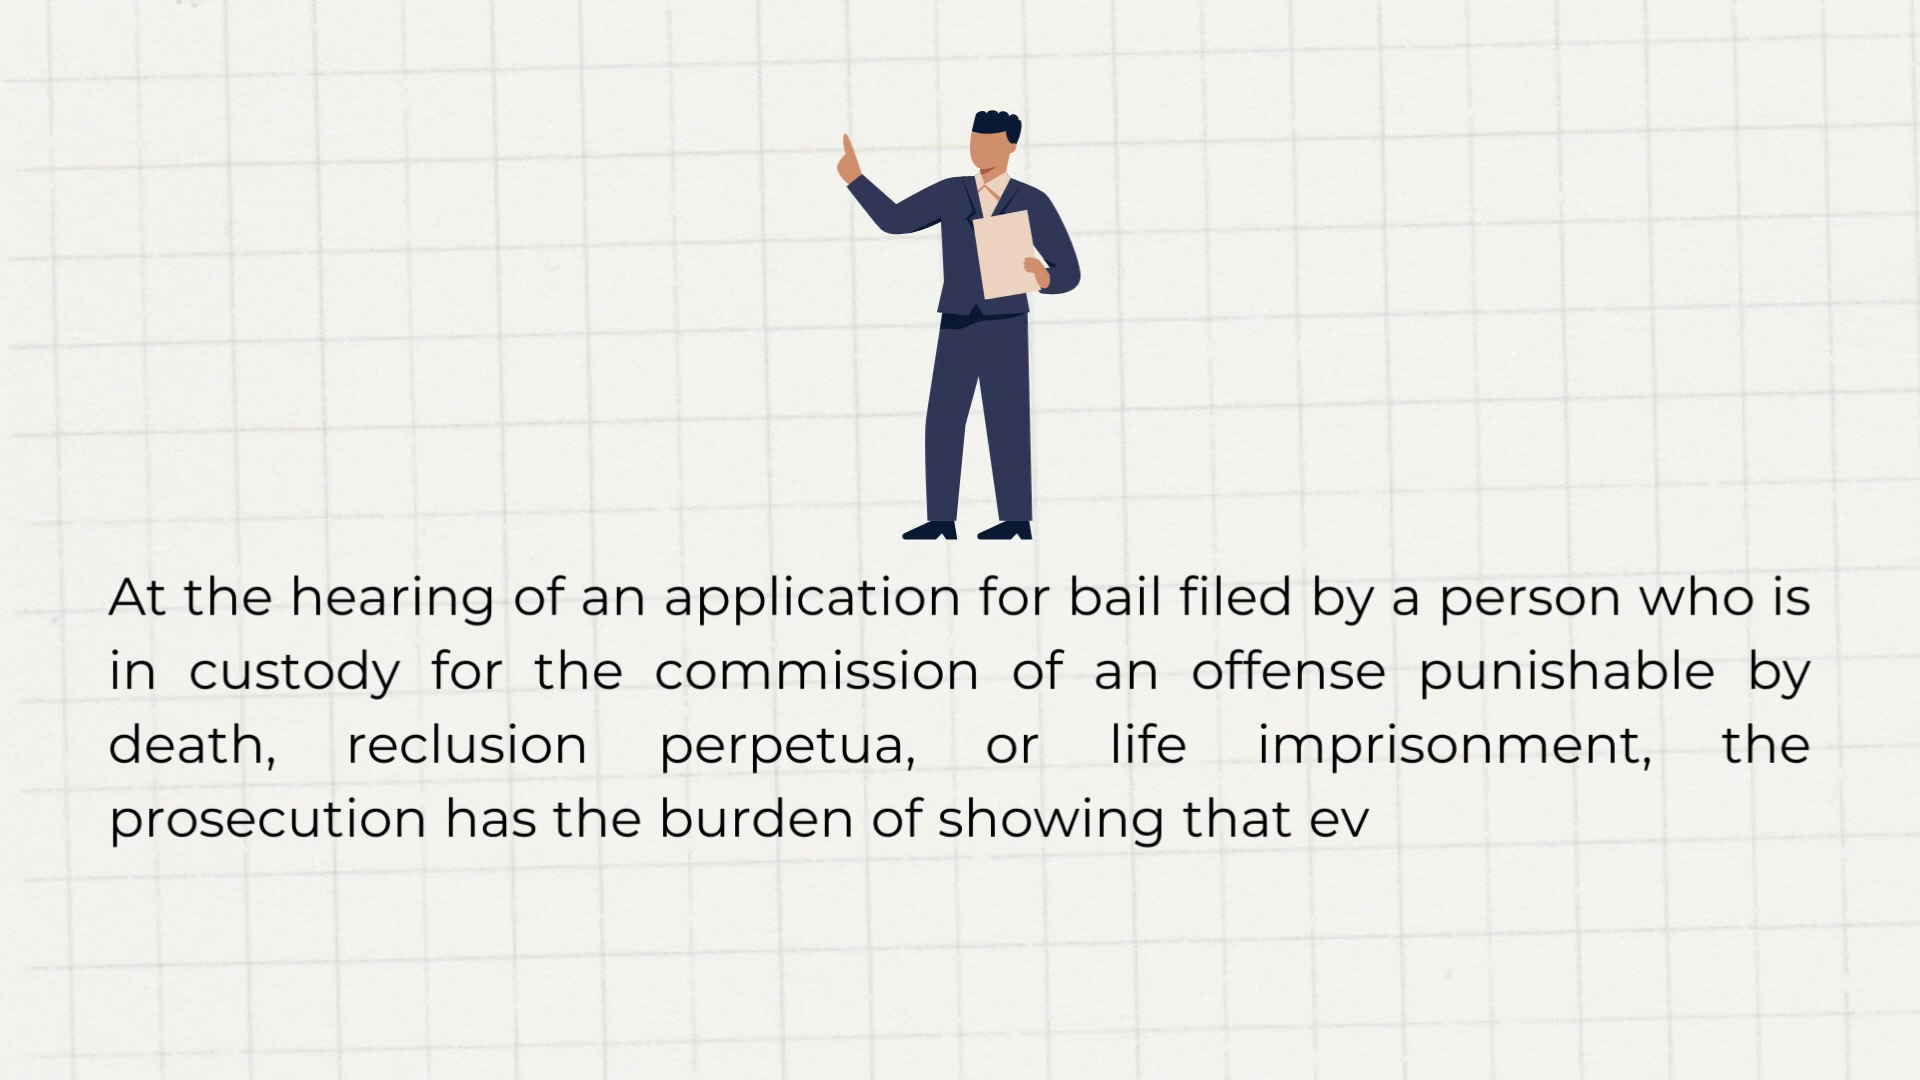 At the hearing of an application for bail filed by a person who is
in custody for the commission of an offense punishable by
death, reclusion perpetua, or life imprisonment, the
prosecution has the burden of showing that ev